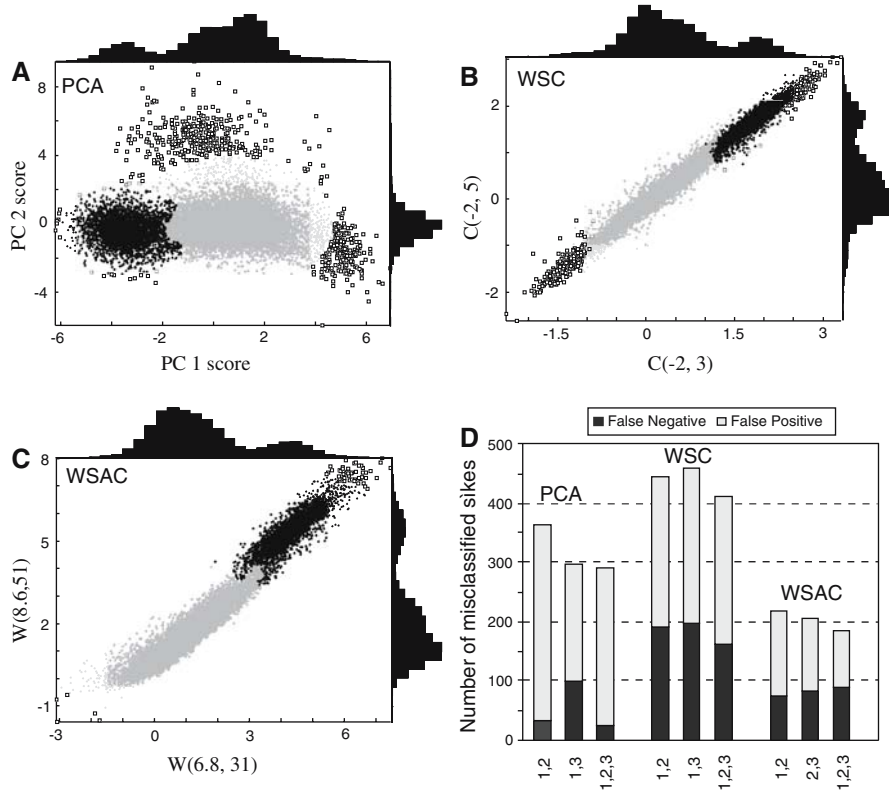 A
PCA
8
4
0
-4
PC 2 score
-6
-2
2
6
PC 1 score
B
WSC
2
0
-2
C(-2, 5)
-1.5
0
1.5
3
C(-2, 3)
C
WSAC
8
5
2
-1
W(8.6,51)
-3
0
3
6
W(6.8, 31)
D
False Negative False Positive
500
400
300
200
100
0
Number of misclassified sikes
PCA
WSC
WSAC
1,2
1,3
1,2,3
1,2
1,3
1,2,3
1,2
2,3
1,2,3